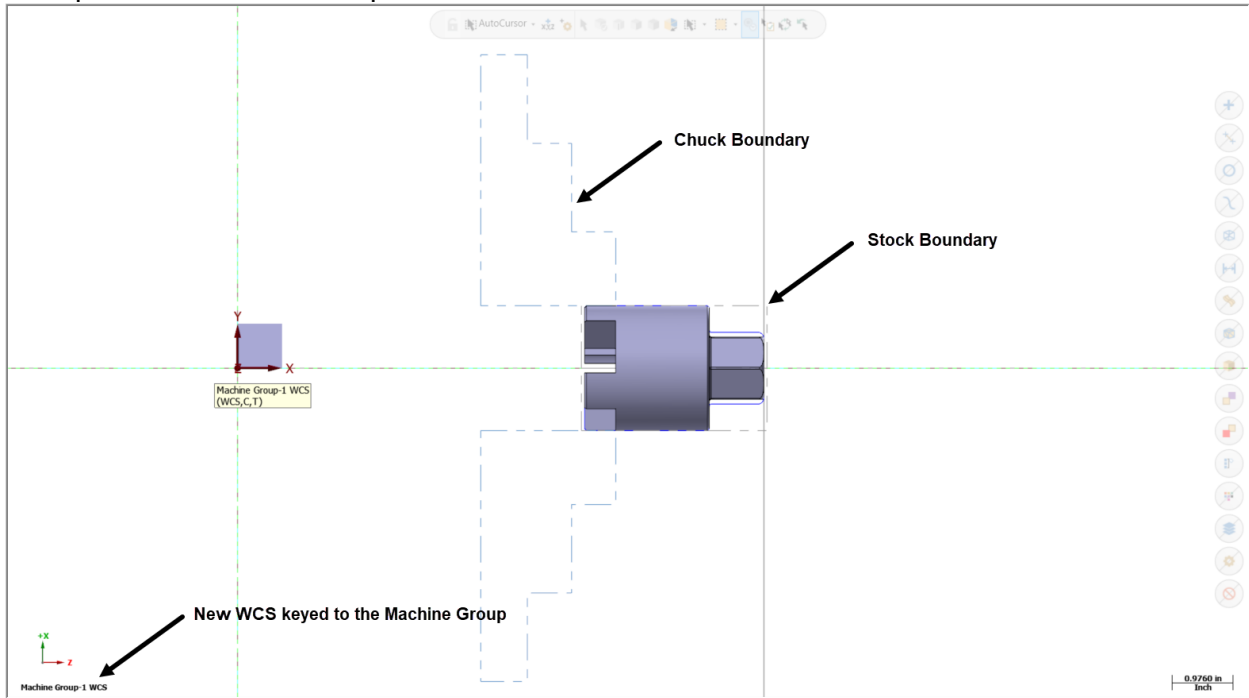 AutoCursor
Chuck Boundary
Stock Boundary
Y
X
Machine Group-1 WCS
(WCS,C,T)
New WCS keyed to the Machine Group
+X
Z
Machine Group-1 WCS
0.9760 in
Inch